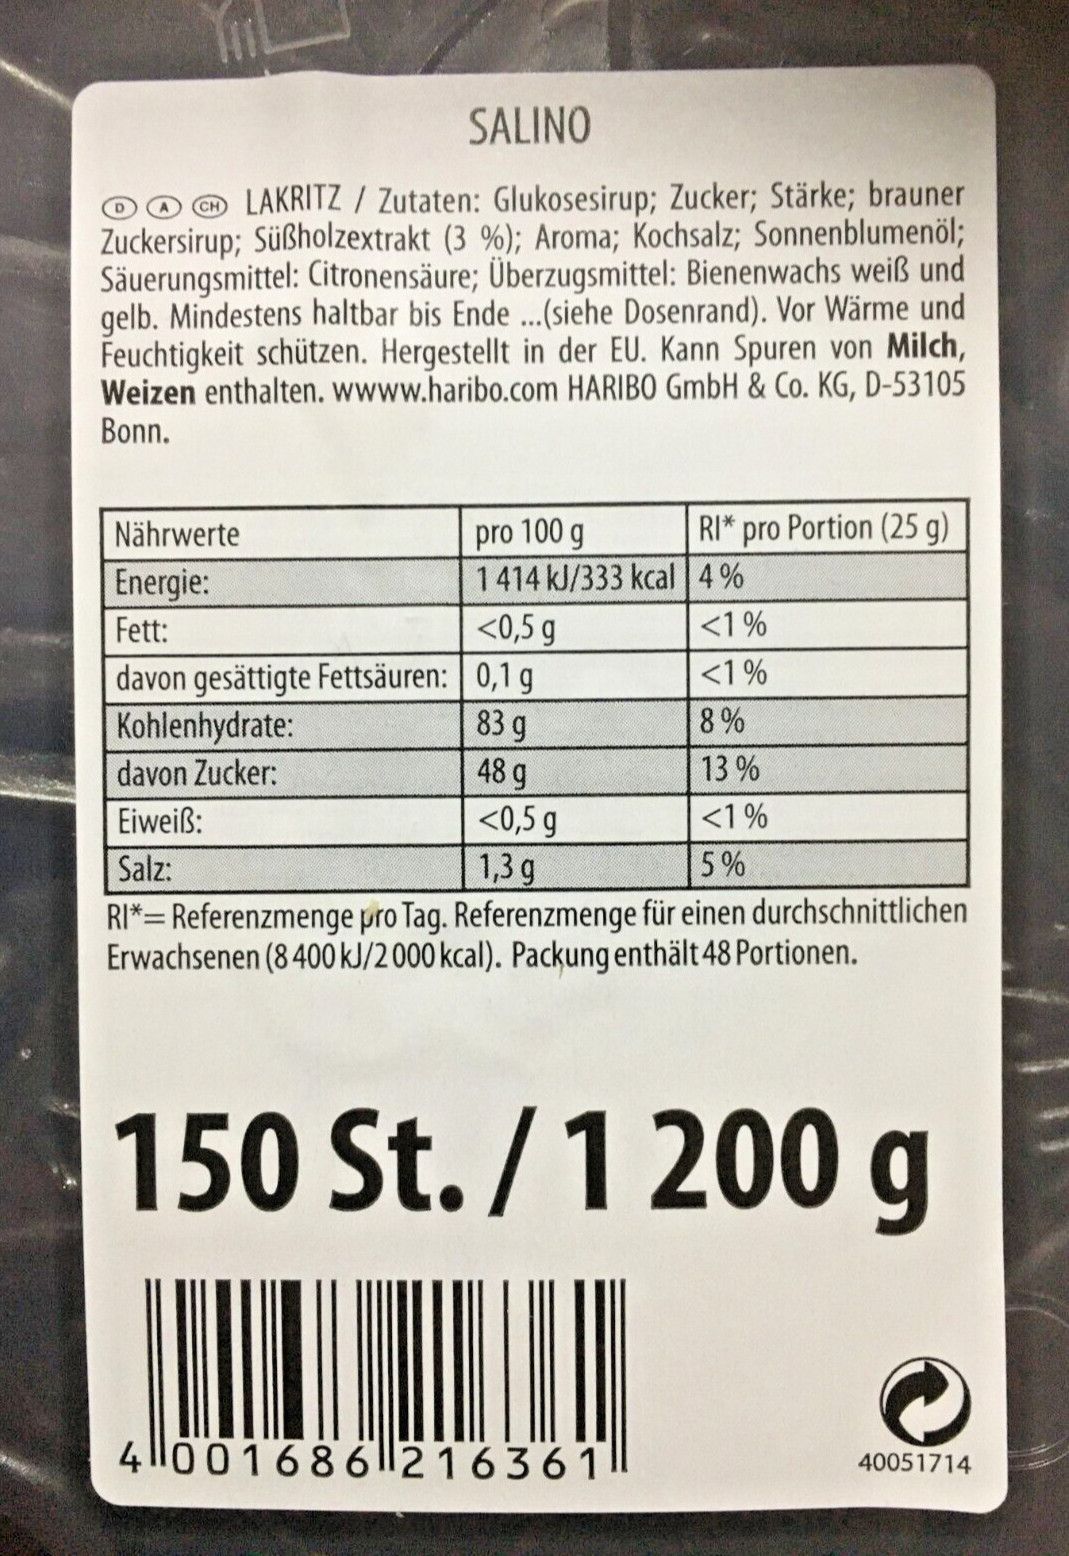 SALINO
D A CH LAKRITZ / Zutaten: Glukosesirup; Zucker; Stärke; brauner
Zuckersirup; Süßholzextrakt (3 %); Aroma; Kochsalz; Sonnenblumenöl;
Säuerungsmittel: Citronensäure; Überzugsmittel: Bienenwachs weiß und
gelb. Mindestens haltbar bis Ende ...(siehe Dosenrand). Vor Wärme und
Feuchtigkeit schützen. Hergestellt in der EU. Kann Spuren von Milch,
Weizen enthalten. wwww.haribo.com HARIBO GmbH & Co. KG, D-53105
Bonn.
Nährwerte pro 100 g RI* pro Portion (25 g)
Energie: 1 414 kJ/333 kcal 4 %
Fett: <0,5 g <1 %
davon gesättigte Fettsäuren: 0,1 g <1 %
Kohlenhydrate: 83 g 8 %
davon Zucker: 48 g 13 %
Eiweiß: <0,5 g <1 %
Salz: 1,3 g 5 %
RI*= Referenzmenge pro Tag. Referenzmenge für einen durchschnittlichen
Erwachsenen (8 400 kJ/2 000 kcal). Packung enthält 48 Portionen.
150 St. / 1 200 g
4 001686 216361
40051714